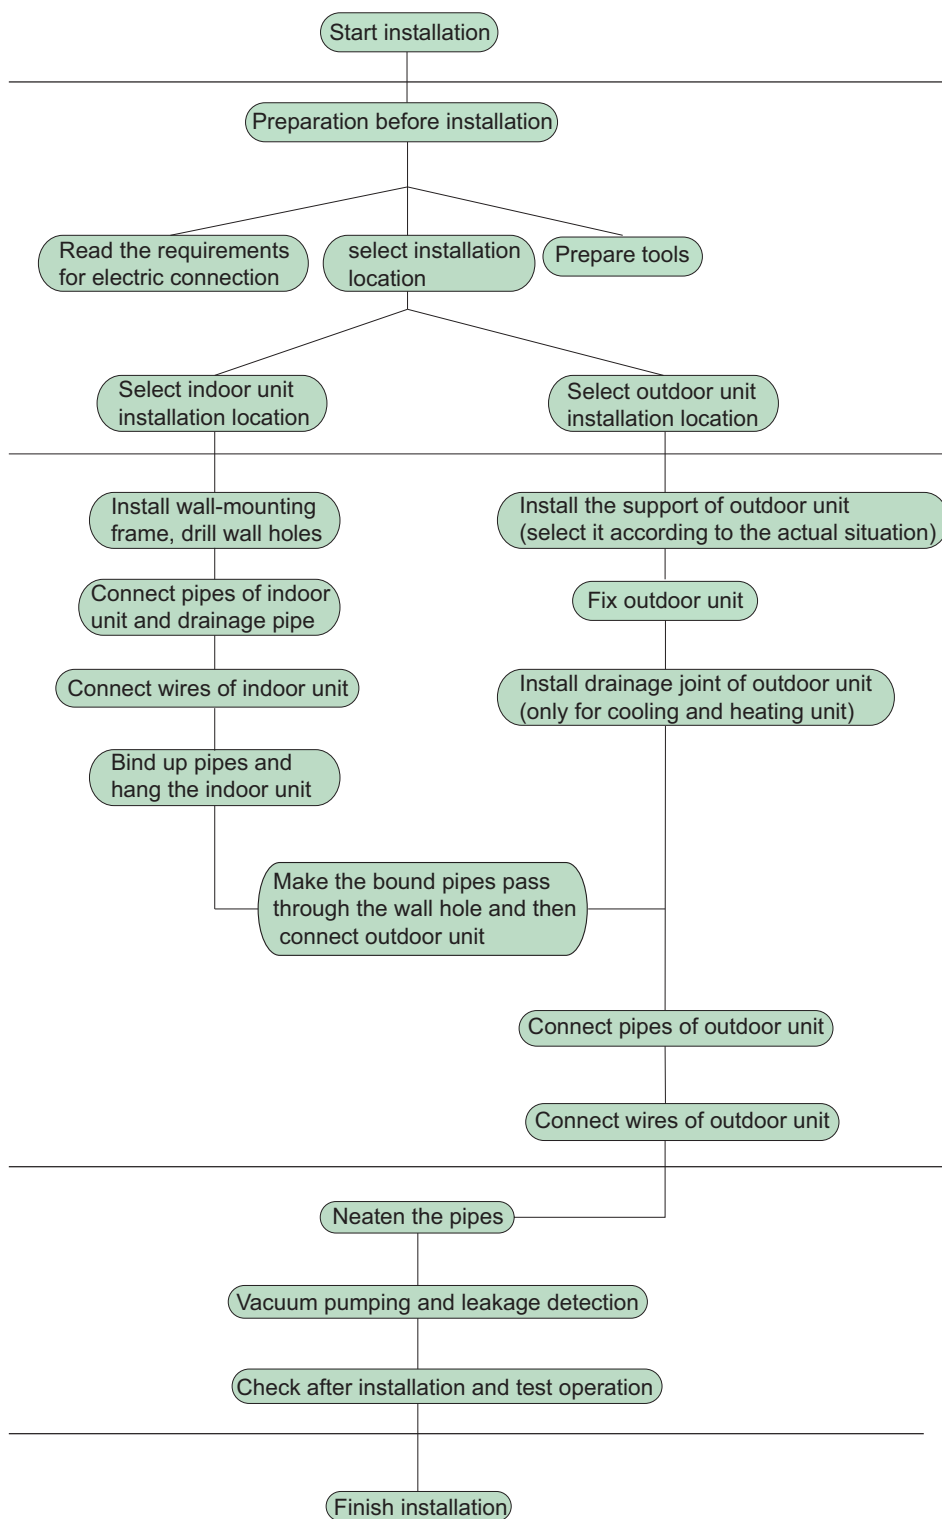 Start installation
Preparation before installation
Read the requirements
for electric connection
select installation
location
Prepare tools
Select indoor unit
installation location
Select outdoor unit
installation location
Install wall-mounting
frame, drill wall holes
Install the support of outdoor unit
(select it according to the actual situation)
Connect pipes of indoor
unit and drainage pipe
Fix outdoor unit
Connect wires of indoor unit
Install drainage joint of outdoor unit
(only for cooling and heating unit)
Bind up pipes and
hang the indoor unit
Make the bound pipes pass
through the wall hole and then
connect outdoor unit
Connect pipes of outdoor unit
Connect wires of outdoor unit
Neaten the pipes
Vacuum pumping and leakage detection
Check after installation and test operation
Finish installation